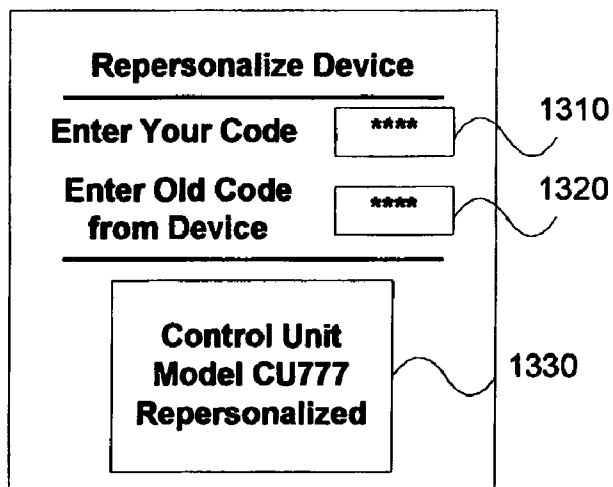 Repersonalize Device
Enter Your Code **** 1310
Enter Old Code
from Device **** 1320
Control Unit
Model CU777
Repersonalized
1330